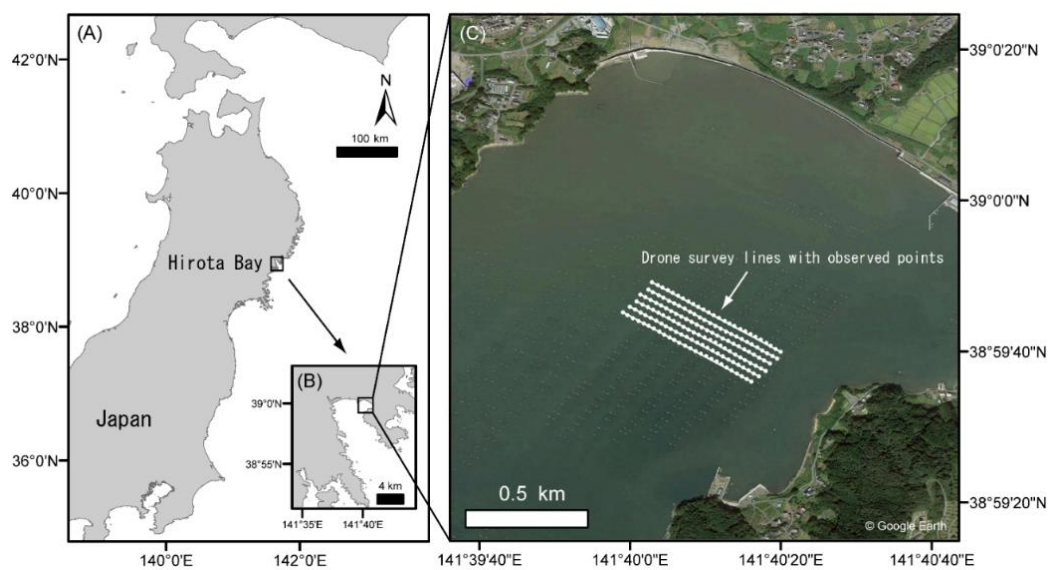 (A)
42°0'N
40°0'N
38°0'N
36°0'N
140°0'E
142°0'E
N
100 km
Hirota Bay
Japan
(B)
39°0'N
38°55'N
4 km
141°35'E
141°40'E
(C)
Drone survey lines with observed points
0.5 km
© Google Earth
39°0'20"N
39°0'0"N
38°59'40"N
38°59'20"N
141°39'40"E
141°40'0"E
141°40'20"E
141°40'40"E